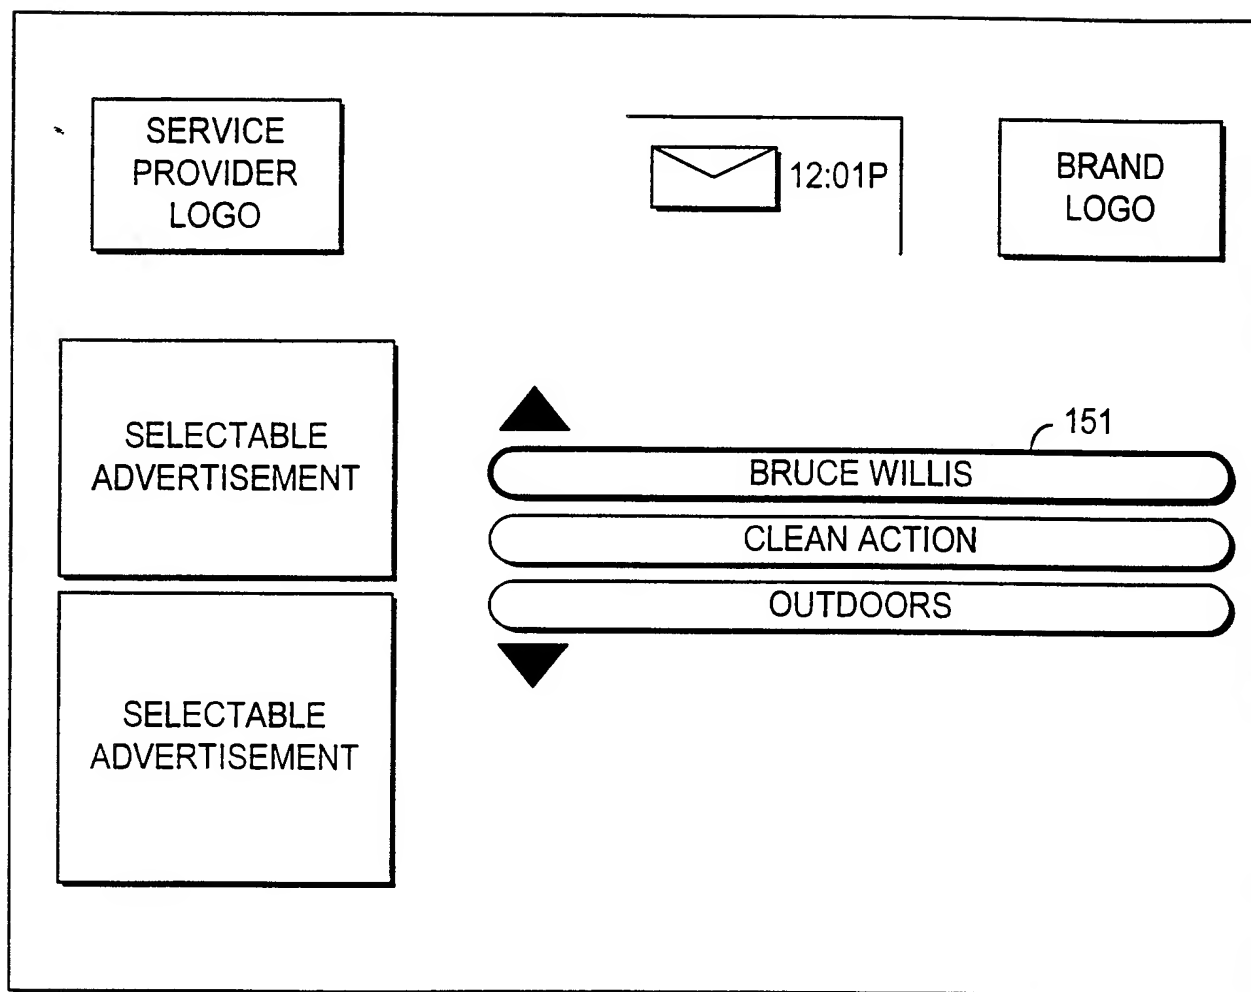 SERVICE
PROVIDER
LOGO
12:01P
BRAND
LOGO
SELECTABLE
ADVERTISEMENT
151
BRUCE WILLIS
CLEAN ACTION
OUTDOORS
SELECTABLE
ADVERTISEMENT